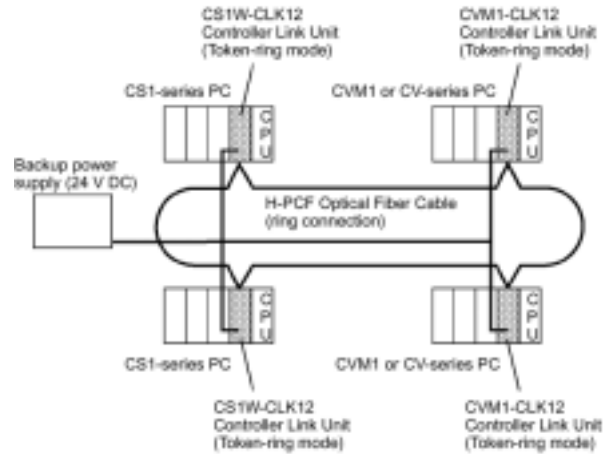 CS1W-CLK12
Controller Link Unit
(Token-ring mode)
CVM1-CLK12
Controller Link Unit
(Token-ring mode)
CS1-series PC
CVM1 or CV-series PC
C
P
U
C
P
U
Backup power
supply (24 V DC)
H-PCF Optical Fiber Cable
(ring connection)
C
P
U
C
P
U
CS1-series PC
CVM1 or CV-series PC
CS1W-CLK12
Controller Link Unit
(Token-ring mode)
CVM1-CLK12
Controller Link Unit
(Token-ring mode)